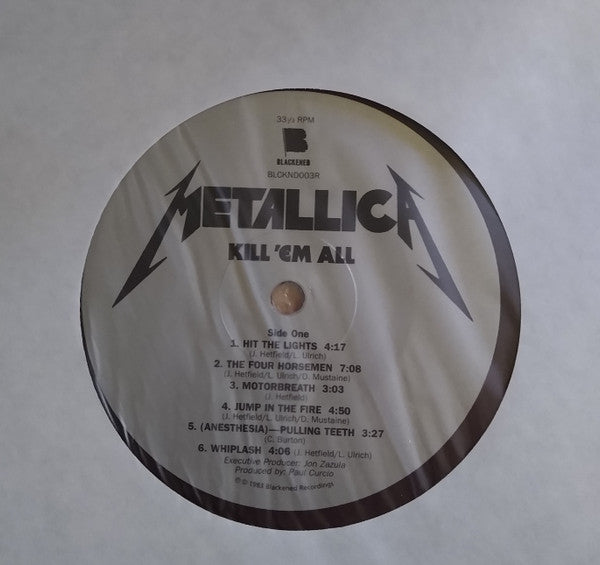 33⅓ RPM
B
BLACKENED
BLCKND003R
METALLICA
KILL 'EM ALL
Side One
1. HIT THE LIGHTS 4:17
(J. Hetfield/L. Ulrich)
2. THE FOUR HORSEMEN 7:08
(J. Hetfield/L. Ulrich/D. Mustaine)
3. MOTORBREATH 3:03
(J. Hetfield)
4. JUMP IN THE FIRE 4:50
(J. Hetfield/L. Ulrich/D. Mustaine)
5. (ANESTHESIA)—PULLING TEETH 3:27
(C. Burton)
6. WHIPLASH 4:06 (J. Hetfield/L. Ulrich)
Executive Producer: Jon Zazula
Produced by: Paul Curcio
℗ © 1983 Blackened Recordings